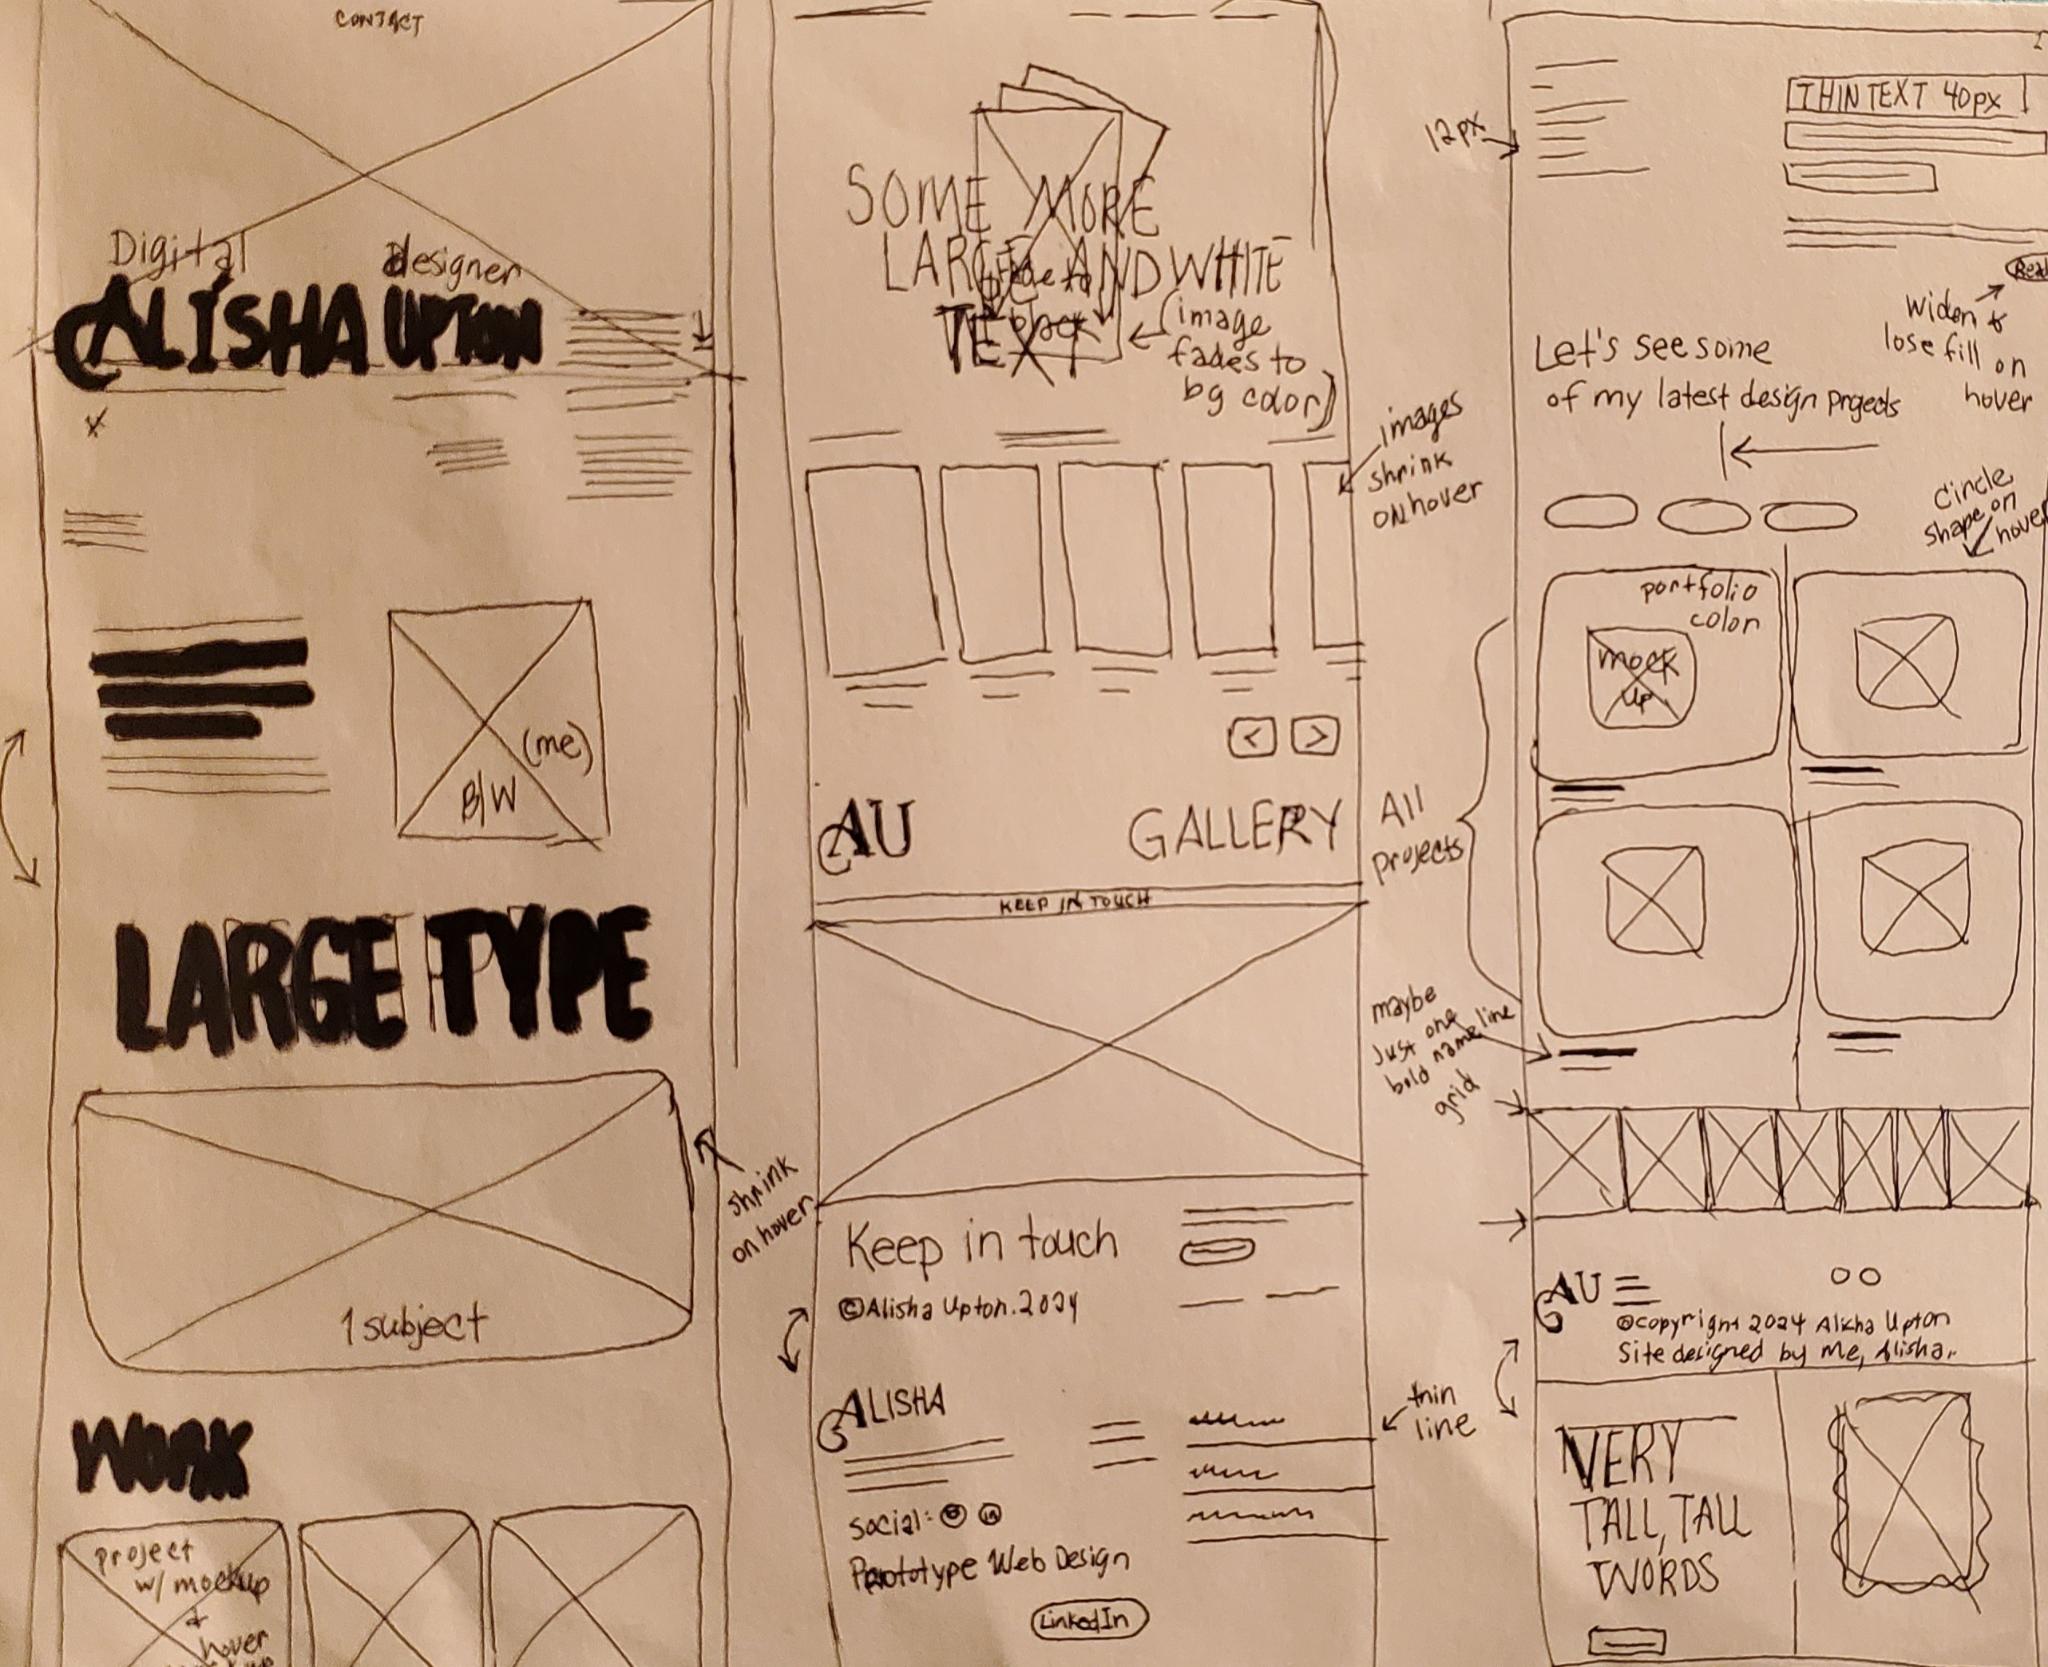 CONTACT
Digital designer
ALISHA UPTON
x
(me)
B/W
LARGE TYPE
1 subject
shrink
on hover
WORK
project
w/ mockup
&
hover
SOME MORE
LARGE AND WHITE
TEXT
fade to
black
(image
fades to
bg color)
images
shrink
on hover
< >
AU GALLERY
KEEP IN TOUCH
Keep in touch
©Alisha Upton.2024
ALISHA
thin
line
social: in
Prototype Web Design
LinkedIn
12px
THIN TEXT 40px
Read
widen &
lose fill on
hover
Let's see some
of my latest design projects
circle
shape on
hover
portfolio
color
mock
up
All
projects
maybe
just one
bold name line
grid
AU
©copyright 2024 Alisha Upton
Site designed by me, Alisha.
VERY
TALL, TALL
WORDS